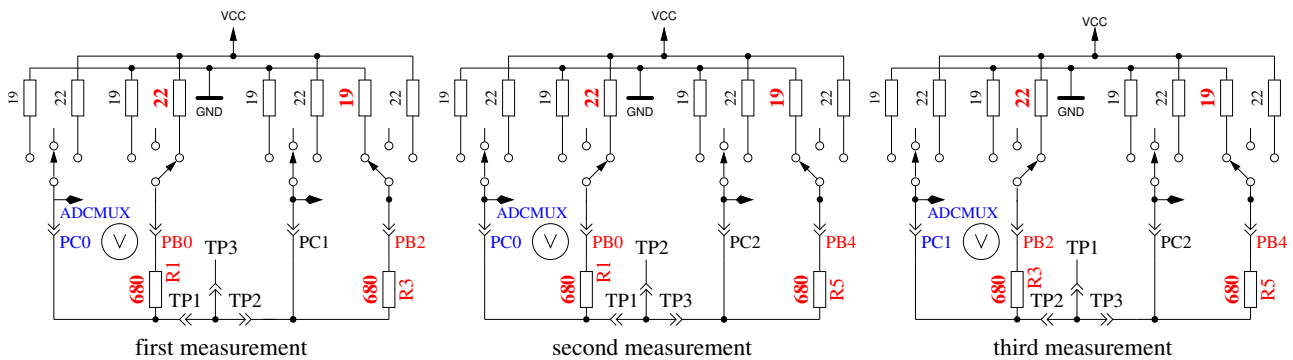 VCC
19
22
19
22
GND
19
22
19
22
ADCMUX
PC0
V
PB0
TP3
PC1
PB2
680
R1
680
R3
TP1
TP2
first measurement
VCC
19
22
19
22
GND
19
22
19
22
ADCMUX
PC0
V
PB0
TP2
PC2
PB4
680
R1
680
R5
TP1
TP3
second measurement
VCC
19
22
19
22
GND
19
22
19
22
ADCMUX
PC1
V
PB2
TP1
PC2
PB4
680
R3
680
R5
TP2
TP3
third measurement